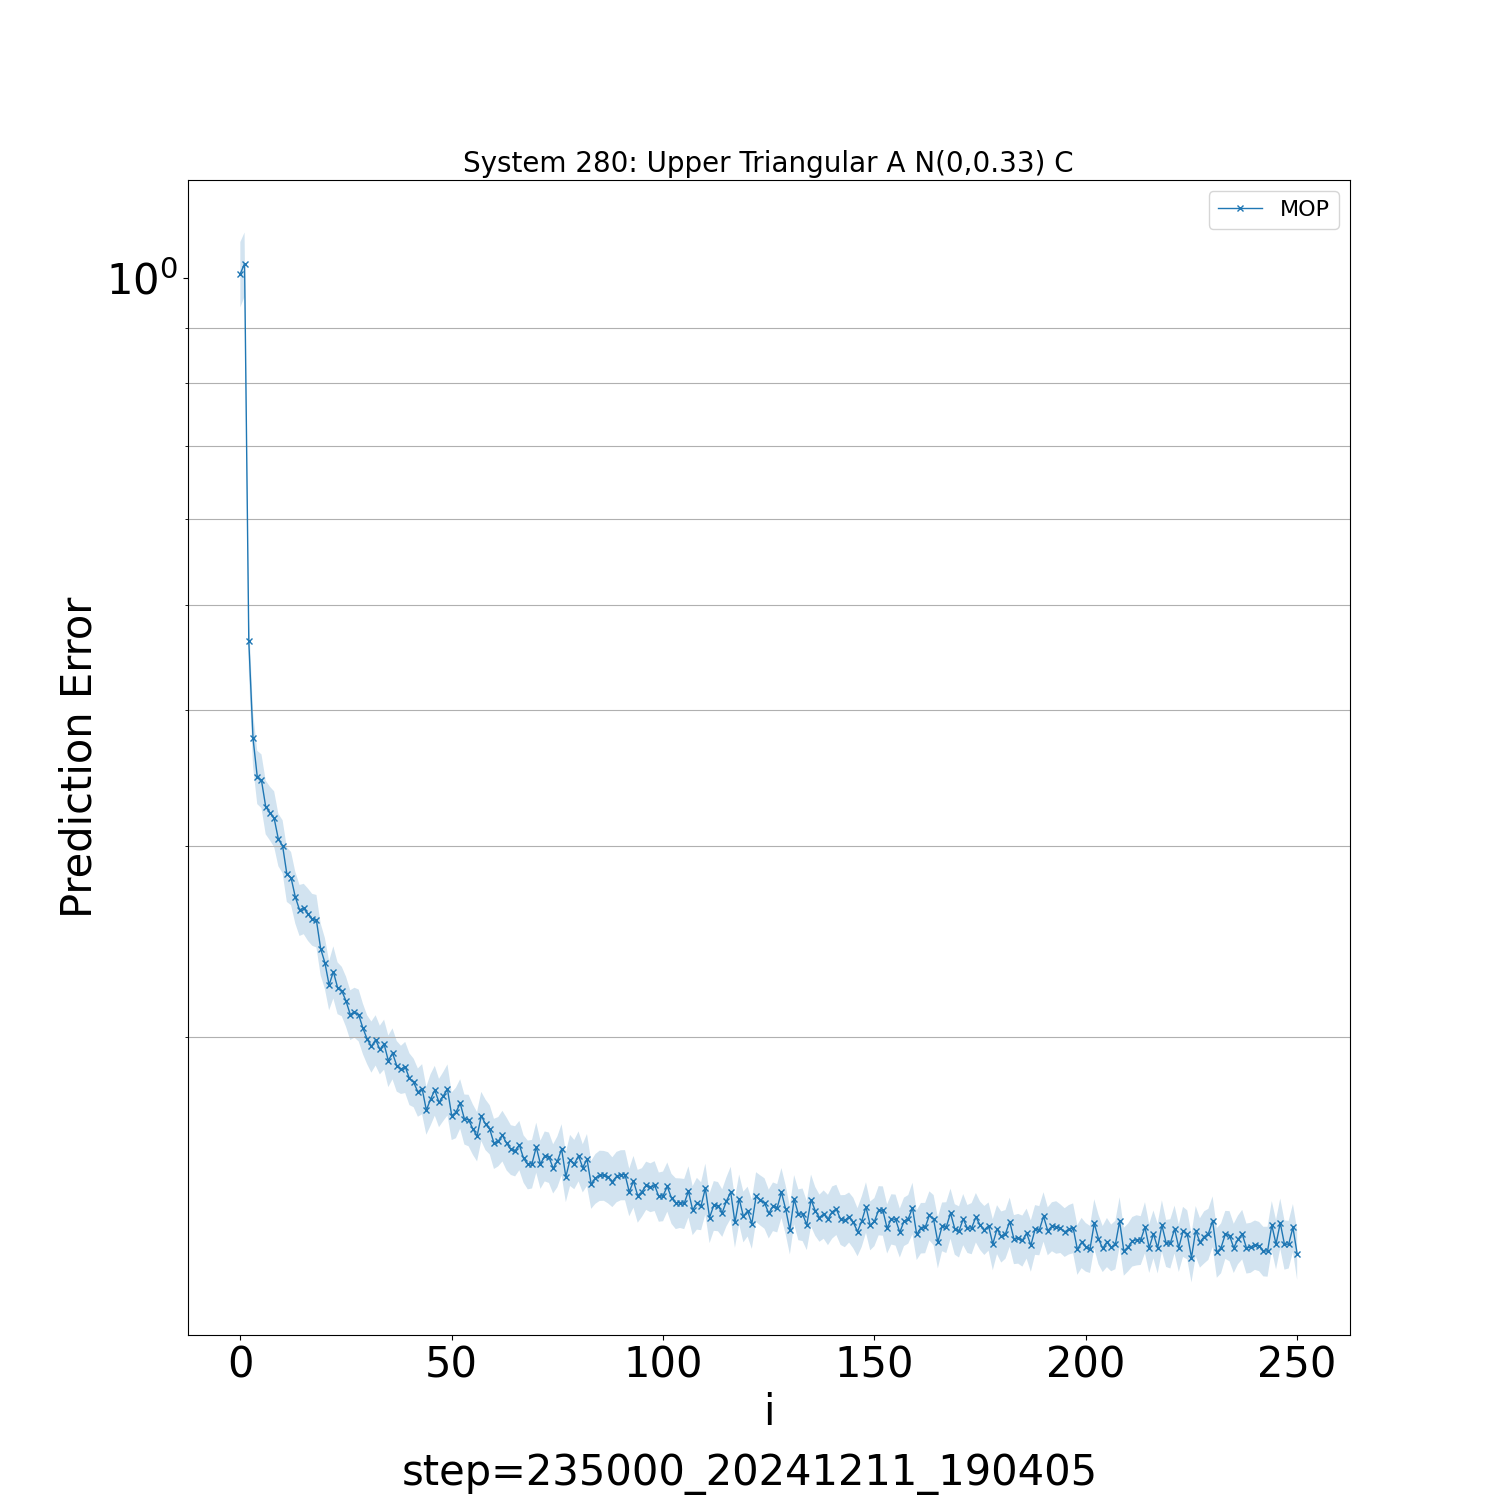 System 280: Upper Triangular A N(0,0.33) C
MOP
10⁰
Prediction Error
0 50 100 150 200 250
i
step=235000_20241211_190405